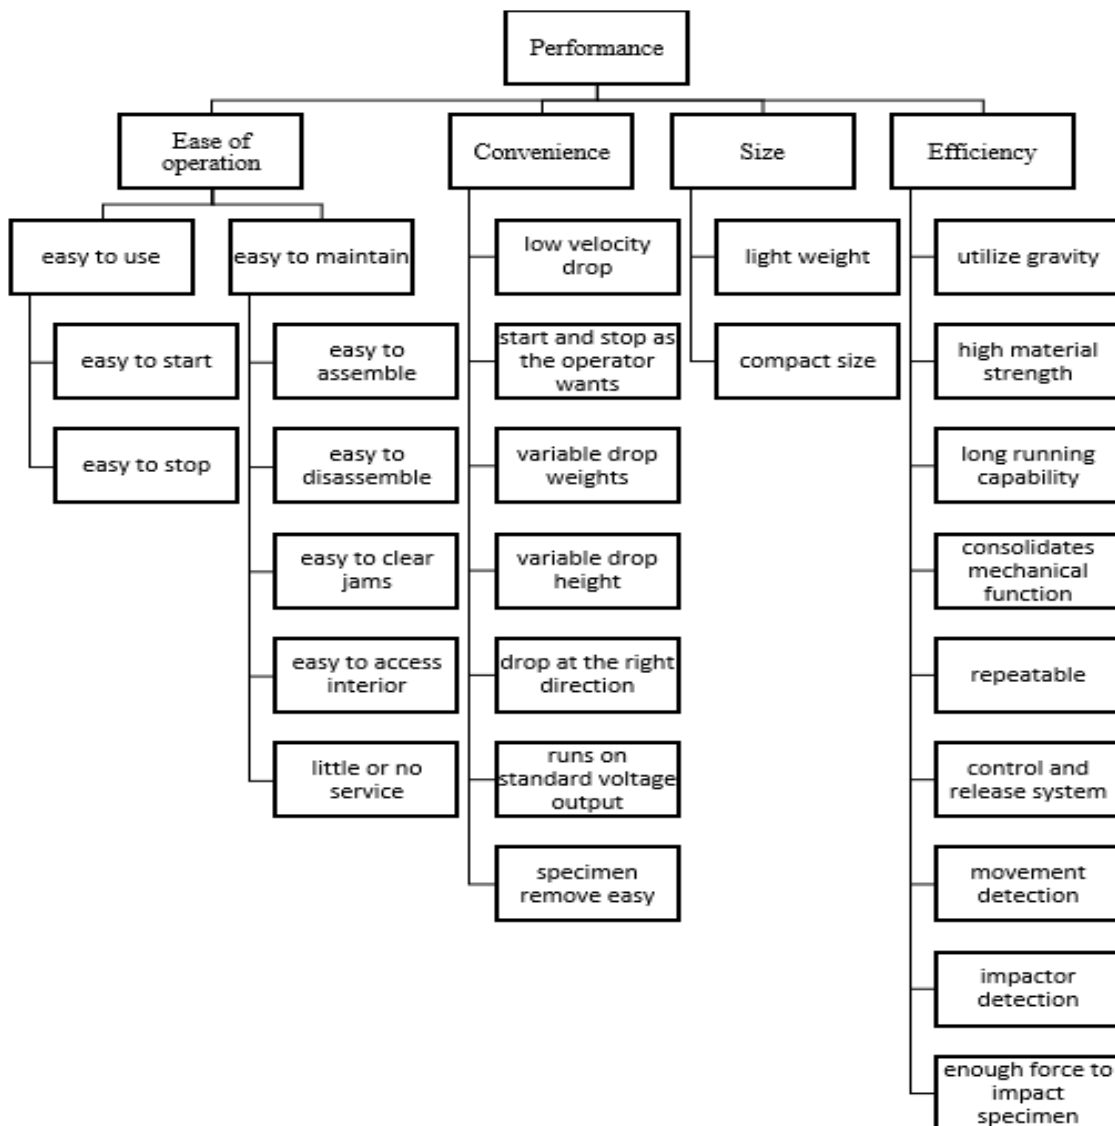 Performance
Ease of
operation
Convenience
Size
Efficiency
easy to use
easy to maintain
low velocity
drop
light weight
utilize gravity
easy to start
easy to
assemble
start and stop as
the operator
wants
compact size
high material
strength
easy to stop
easy to
disassemble
variable drop
weights
long running
capability
easy to clear
jams
variable drop
height
consolidates
mechanical
function
easy to access
interior
drop at the right
direction
repeatable
little or no
service
runs on
standard voltage
output
control and
release system
specimen
remove easy
movement
detection
impactor
detection
enough force to
impact
specimen